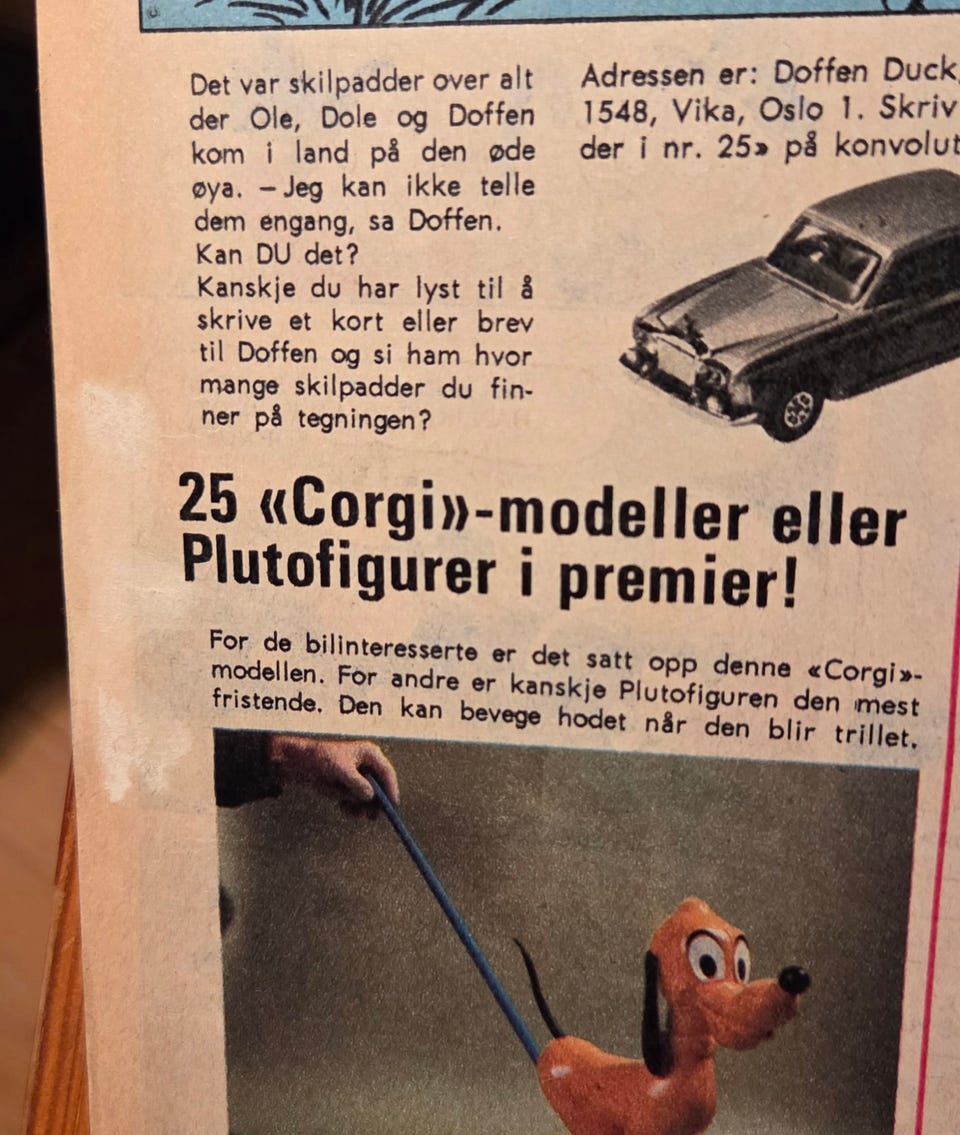 Det var skilpadder over alt
der Ole, Dole og Doffen
kom i land på den øde
øya. – Jeg kan ikke telle
dem engang, sa Doffen.
Kan DU det?
Kanskje du har lyst til å
skrive et kort eller brev
til Doffen og si ham hvor
mange skilpadder du fin-
ner på tegningen?
Adressen er: Doffen Duck,
1548, Vika, Oslo 1. Skriv
der i nr. 25» på konvolut
25 «Corgi»-modeller eller
Plutofigurer i premier!
For de bilinteresserte er det satt opp denne «Corgi»-
modellen. For andre er kanskje Plutofiguren den mest
fristende. Den kan bevege hodet når den blir trillet.